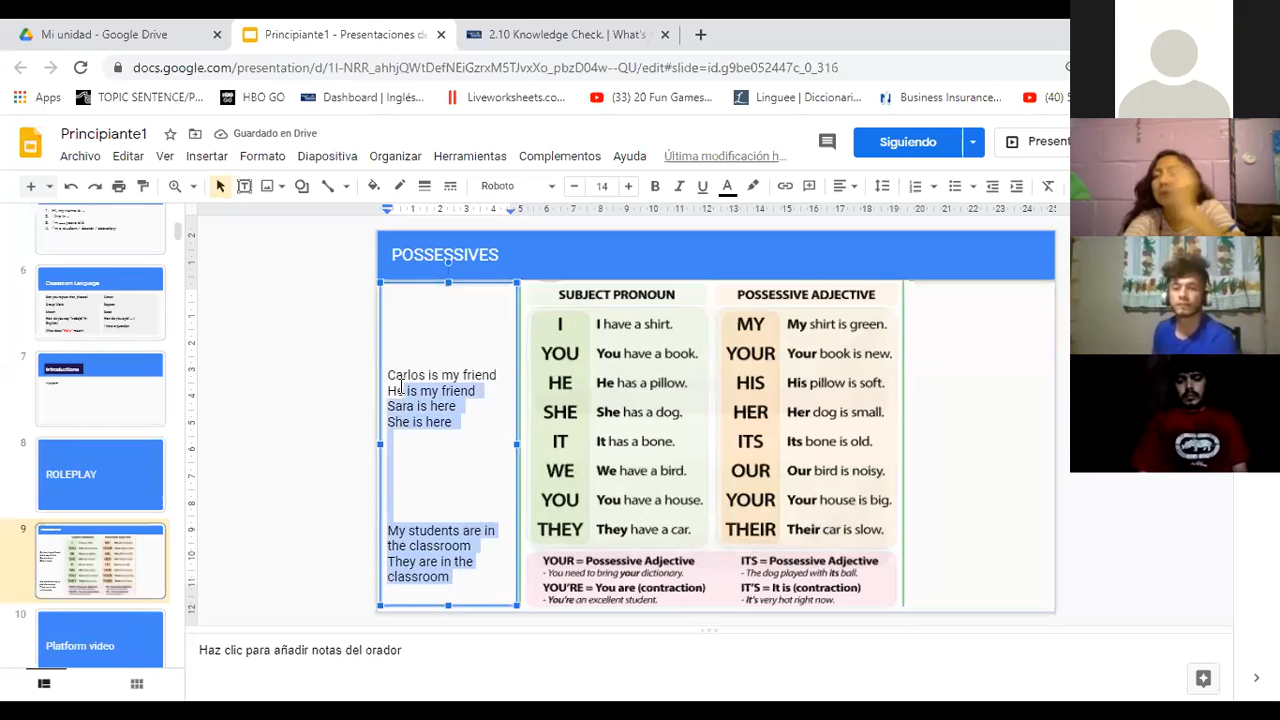 Mi unidad - Google Drive
Principiante1 - Presentaciones de
2.10 Knowledge Check. | "What's y
docs.google.com/presentation/d/1I-NRR_ahhjQWtDefNEiGzrxM5TJvxXo_pbzD04w--QU/edit#slide=id.g9be052447c_0_316
Apps
TOPIC SENTENCE/P...
HBO GO
Dashboard | Inglés...
Liveworksheets.co...
(33) 20 Fun Games...
Linguee | Diccionari...
Business Insurance...
(40) 5
Principiante1
Guardado en Drive
Archivo Editar Ver Insertar Formato Diapositiva Organizar Herramientas Complementos Ayuda Última modificación h...
Siguiendo
Present
Roboto
14
6
Classroom Language
7
Introductions
8
ROLEPLAY
9
10
Platform video
POSSESSIVES
Carlos is my friend
He is my friend
Sara is here
She is here
My students are in
the classroom
They are in the
classroom
SUBJECT PRONOUN POSSESSIVE ADJECTIVE
I I have a shirt. MY My shirt is green.
YOU You have a book. YOUR Your book is new.
HE He has a pillow. HIS His pillow is soft.
SHE She has a dog. HER Her dog is small.
IT It has a bone. ITS Its bone is old.
WE We have a bird. OUR Our bird is noisy.
YOU You have a house. YOUR Your house is big.
THEY They have a car. THEIR Their car is slow.
YOUR = Possessive Adjective
- You need to bring your dictionary.
YOU'RE = You are (contraction)
- You're an excellent student.
ITS = Possessive Adjective
- The dog played with its ball.
IT'S = It is (contraction)
- It's very hot right now.
Haz clic para añadir notas del orador